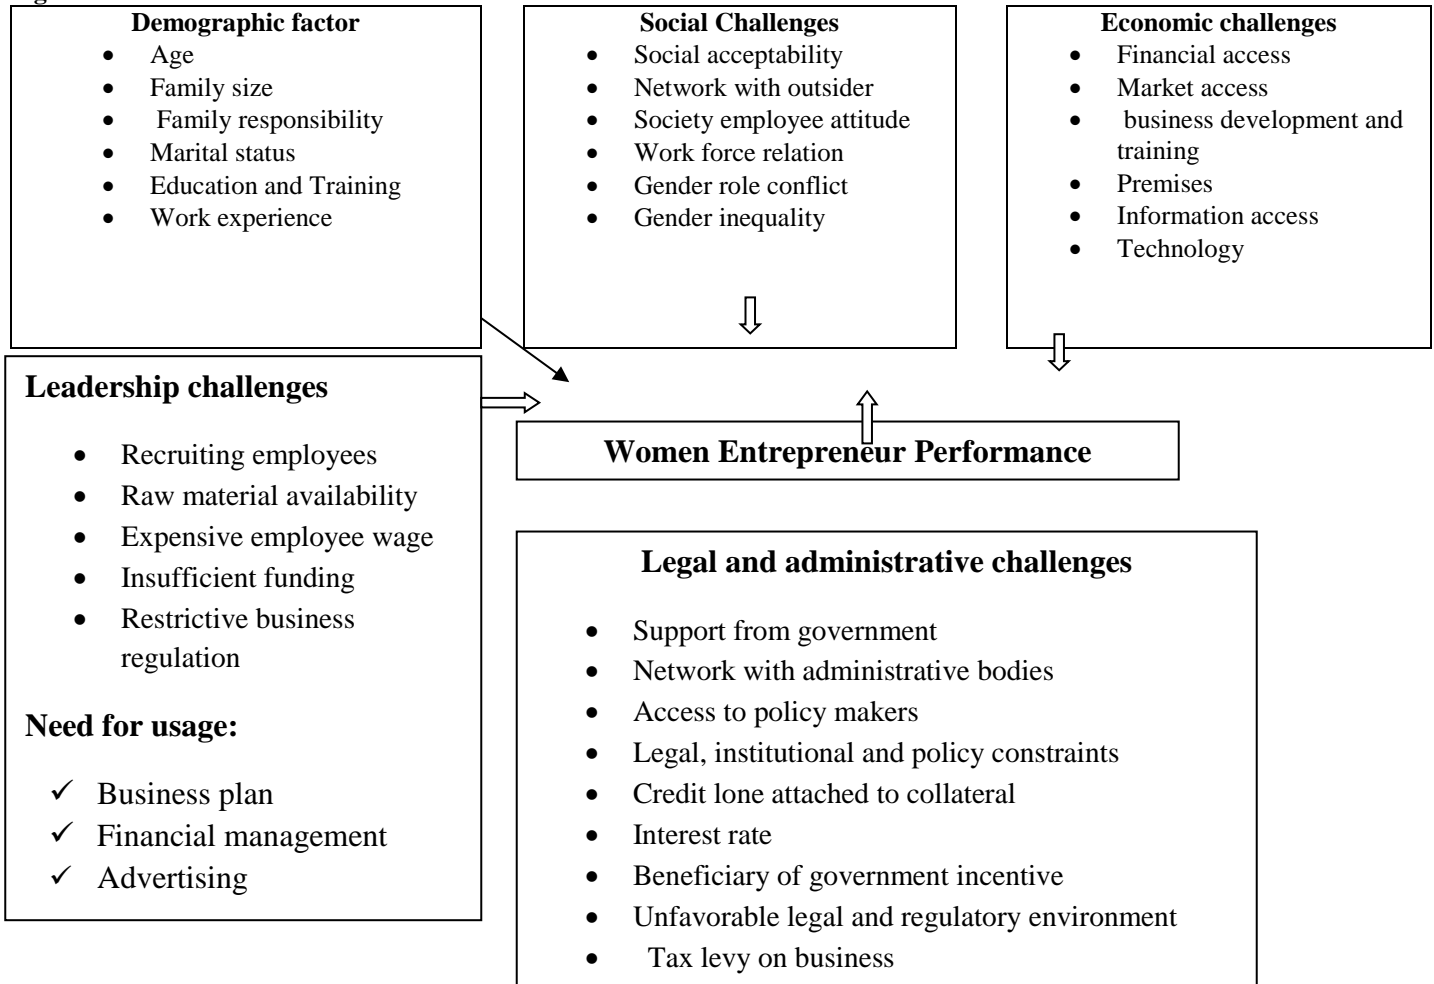 Demographic factor
• Age
• Family size
• Family responsibility
• Marital status
• Education and Training
• Work experience
Social Challenges
• Social acceptability
• Network with outsider
• Society employee attitude
• Work force relation
• Gender role conflict
• Gender inequality
Economic challenges
• Financial access
• Market access
• business development and
training
• Premises
• Information access
• Technology
Leadership challenges
• Recruiting employees
• Raw material availability
• Expensive employee wage
• Insufficient funding
• Restrictive business
regulation
Need for usage:
✓ Business plan
✓ Financial management
✓ Advertising
Women Entrepreneur Performance
Legal and administrative challenges
• Support from government
• Network with administrative bodies
• Access to policy makers
• Legal, institutional and policy constraints
• Credit lone attached to collateral
• Interest rate
• Beneficiary of government incentive
• Unfavorable legal and regulatory environment
• Tax levy on business